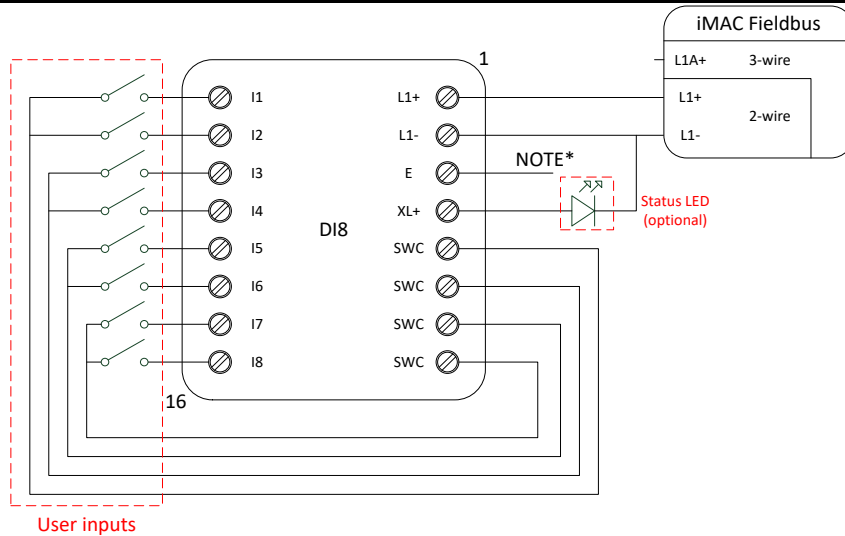 iMAC Fieldbus
L1A+ 3-wire
L1+
2-wire
L1-
1
16
DI8
I1 L1+
I2 L1-
I3 E
I4 XL+
I5 SWC
I6 SWC
I7 SWC
I8 SWC
NOTE*
Status LED
(optional)
User inputs